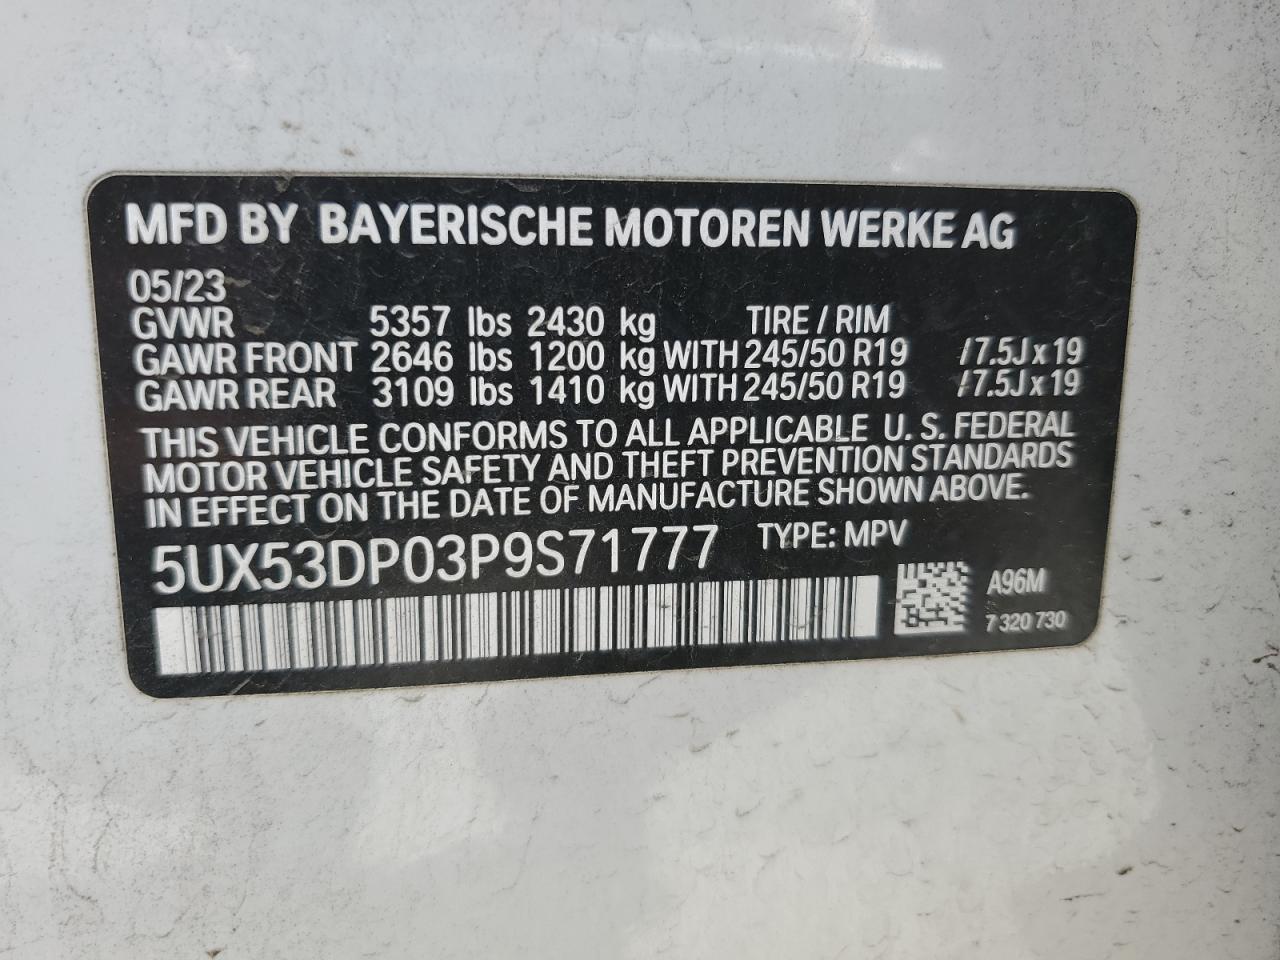 MFD BY BAYERISCHE MOTOREN WERKE AG
05/23
GVWR 5357 lbs 2430 kg TIRE / RIM
GAWR FRONT 2646 lbs 1200 kg WITH 245/50 R19 /7.5J x 19
GAWR REAR 3109 lbs 1410 kg WITH 245/50 R19 /7.5J x 19
THIS VEHICLE CONFORMS TO ALL APPLICABLE U. S. FEDERAL
MOTOR VEHICLE SAFETY AND THEFT PREVENTION STANDARDS
IN EFFECT ON THE DATE OF MANUFACTURE SHOWN ABOVE.
5UX53DP03P9S71777 TYPE: MPV
A96M
7 320 730